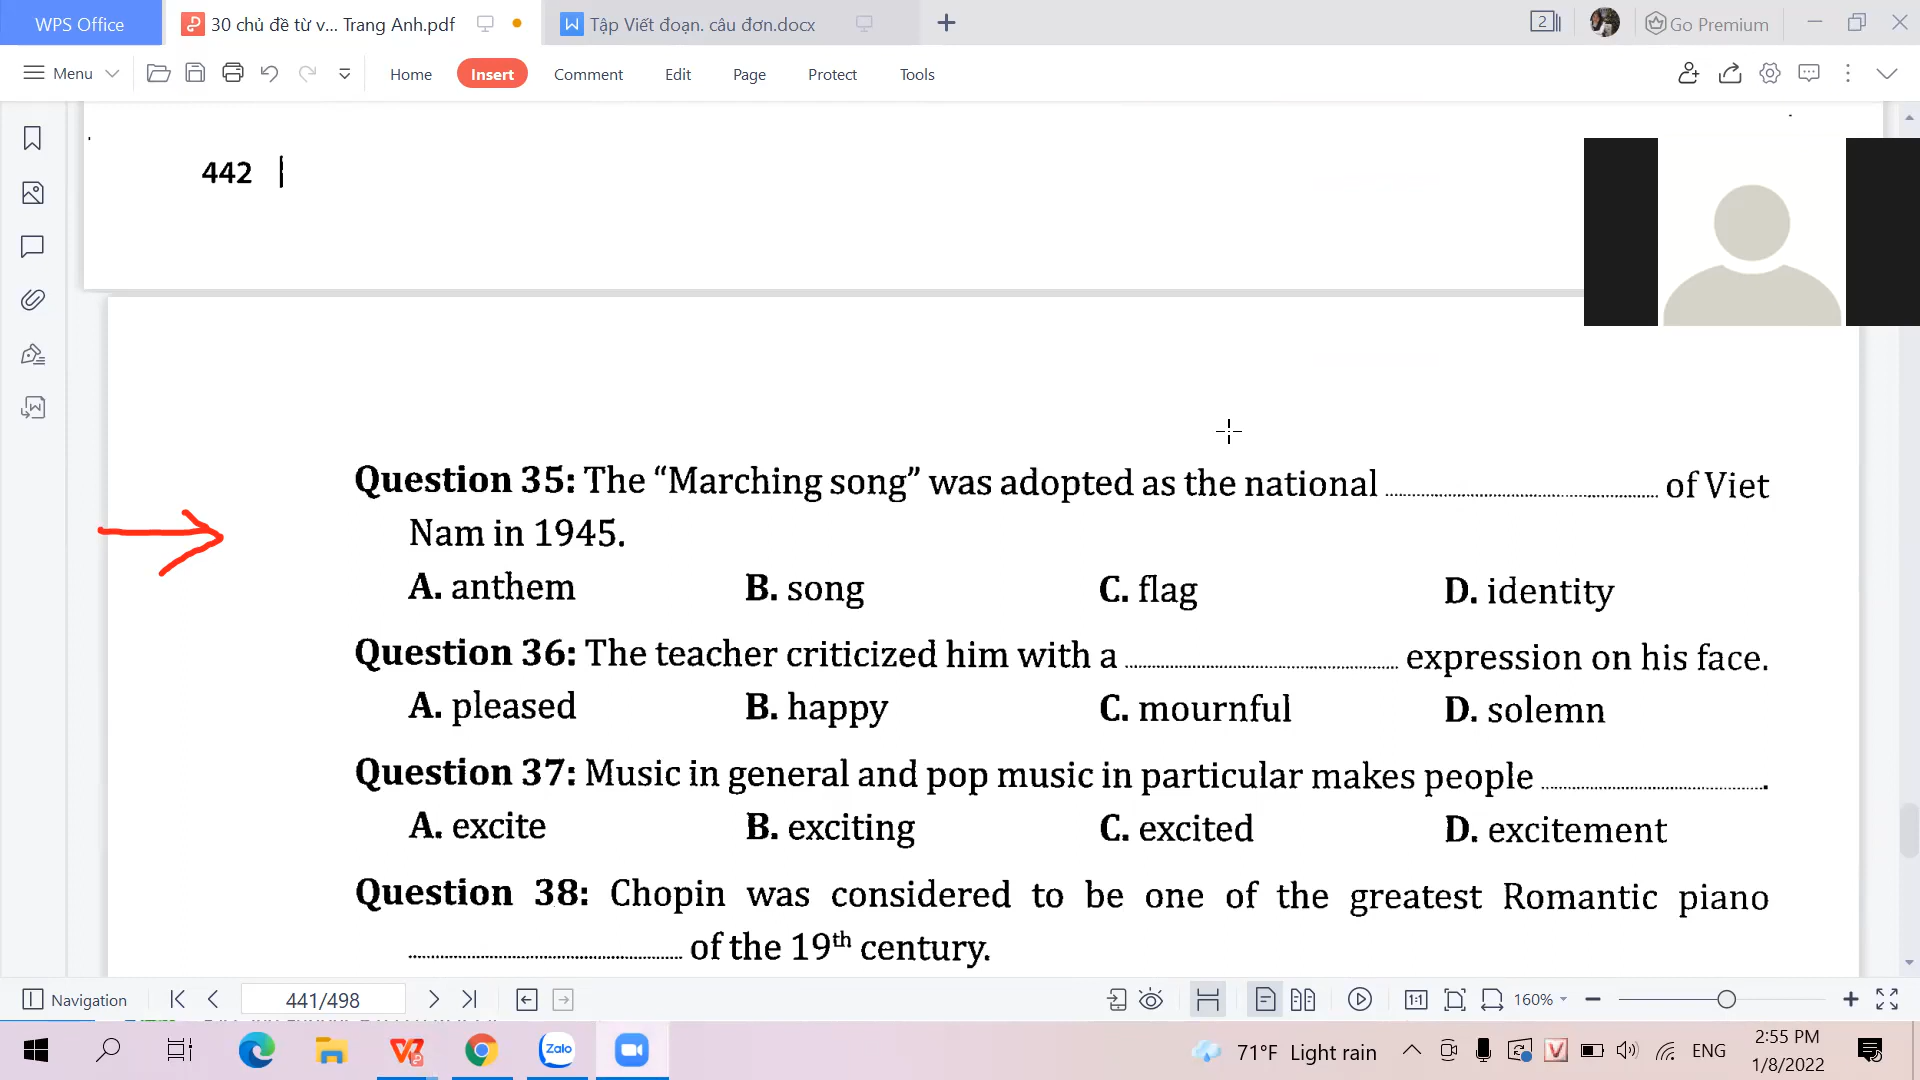 WPS Office
30 chủ đề từ v... Trang Anh.pdf
Tập Viết đoạn. câu đơn.docx
2
Go Premium
Menu
Home
Insert
Comment
Edit
Page
Protect
Tools
442
Question 35: The “Marching song” was adopted as the national ........ of Viet
Nam in 1945.
A. anthem B. song C. flag D. identity
Question 36: The teacher criticized him with a ........ expression on his face.
A. pleased B. happy C. mournful D. solemn
Question 37: Music in general and pop music in particular makes people ........
A. excite B. exciting C. excited D. excitement
Question 38: Chopin was considered to be one of the greatest Romantic piano
........ of the 19th century.
Navigation
441/498
1:1
160%
Zalo
71°F Light rain
ENG
2:55 PM
1/8/2022